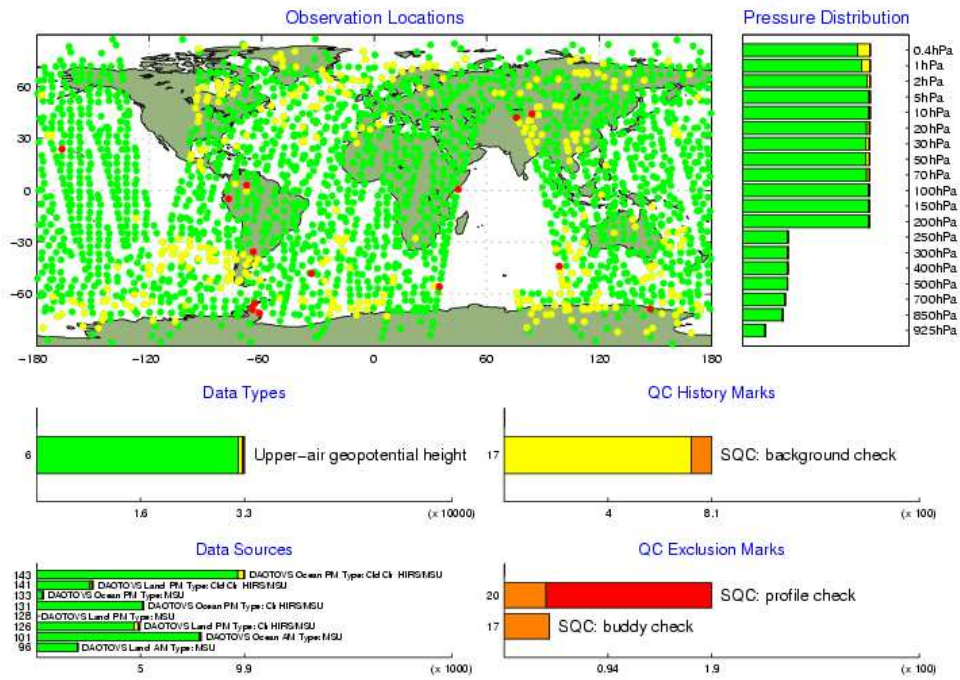 Observation Locations
Pressure Distribution
60
30
0
−30
−60
−180
−120
−60
0
60
120
180
0.4hPa
1hPa
2hPa
5hPa
10hPa
20hPa
30hPa
50hPa
70hPa
100hPa
150hPa
200hPa
250hPa
300hPa
400hPa
500hPa
700hPa
850hPa
925hPa
Data Types
6
Upper−air geopotential height
1.6
3.3
(x 10000)
QC History Marks
17
SQC: background check
4
8.1
(x 100)
Data Sources
143 DAOTOVS Ocean PM Type: Cld Clr HIRS/MSU
141 DAOTOVS Land PM Type: Cld Clr HIRS/MSU
133 DAOTOVS Ocean PM Type: MSU
131 DAOTOVS Ocean PM Type: Clr HIRS/MSU
128 DAOTOVS Land PM Type: MSU
126 DAOTOVS Land PM Type: Clr HIRS/MSU
101 DAOTOVS Ocean AM Type: MSU
96 DAOTOVS Land AM Type: MSU
5
9.9
(x 1000)
QC Exclusion Marks
20
SQC: profile check
17
SQC: buddy check
0.94
1.9
(x 100)